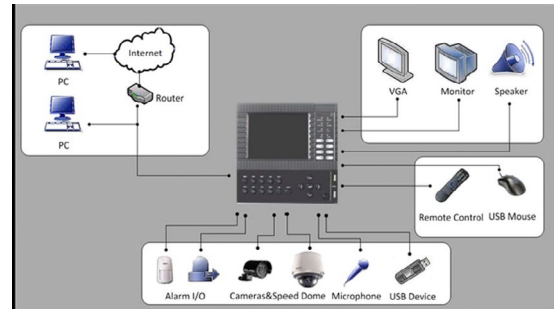 Internet
PC
Router
PC
VGA Monitor Speaker
Remote Control USB Mouse
Alarm I/O Cameras&Speed Dome Microphone USB Device